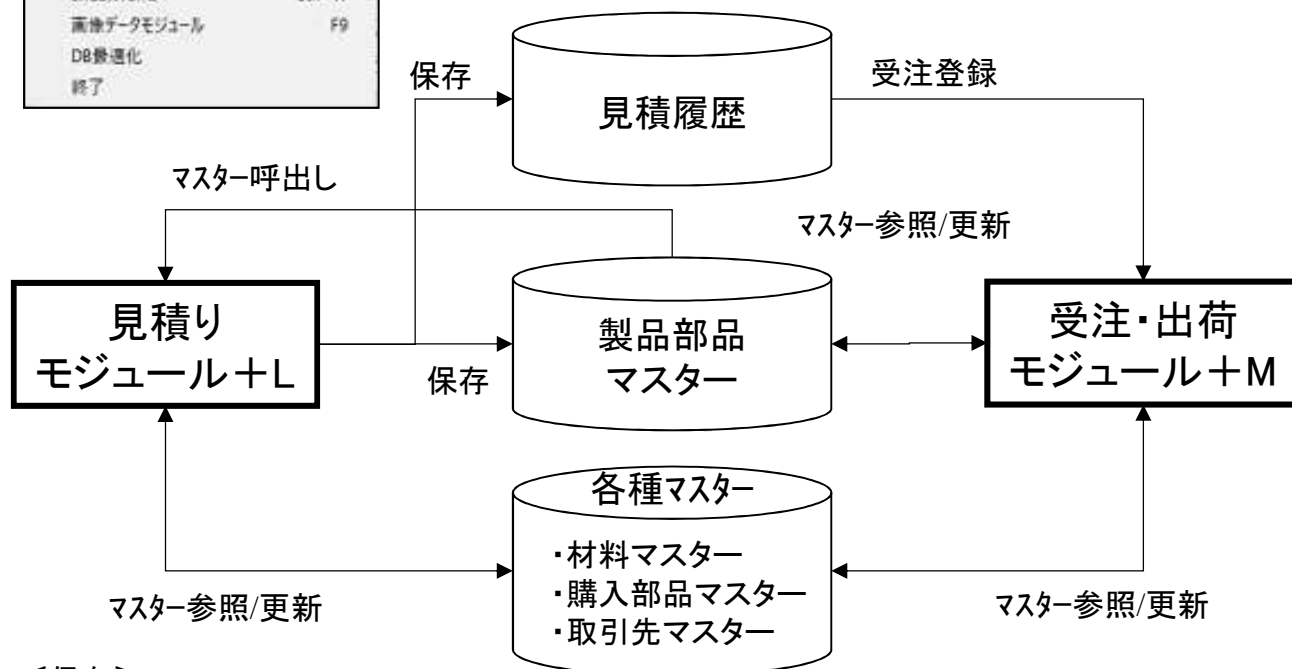 画像データモジュール F9
DB最適化
終了
保存
受注登録
見積履歴
マスター呼出し
マスター参照/更新
見積り
モジュール＋L
製品部品
マスター
受注・出荷
モジュール＋M
保存
各種マスター
・材料マスター
・購入部品マスター
・取引先マスター
マスター参照/更新
マスター参照/更新